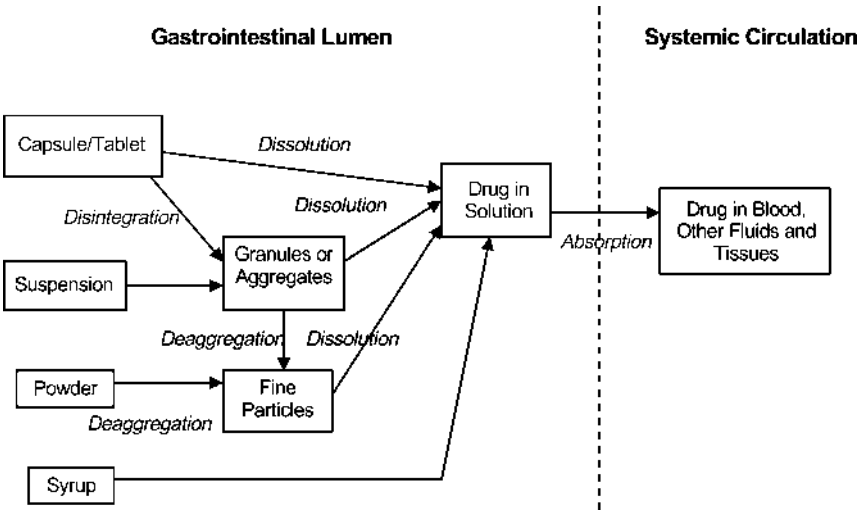 Gastrointestinal Lumen
Systemic Circulation
Capsule/Tablet
Dissolution
Drug in
Solution
Drug in Blood,
Other Fluids and
Tissues
Disintegration
Dissolution
Absorption
Granules or
Aggregates
Suspension
Deaggregation
Dissolution
Powder
Fine
Particles
Deaggregation
Syrup